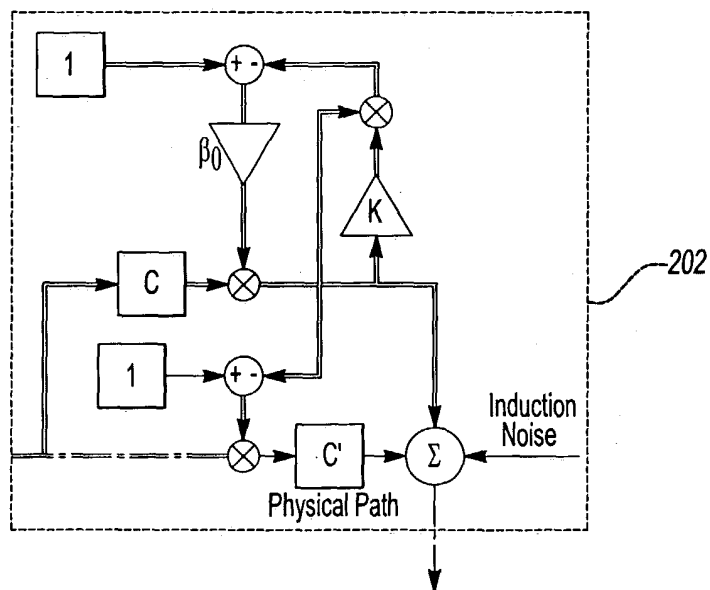 1
+ -
β0
K
C
202
1
+ -
Induction
Noise
C'
Σ
Physical Path